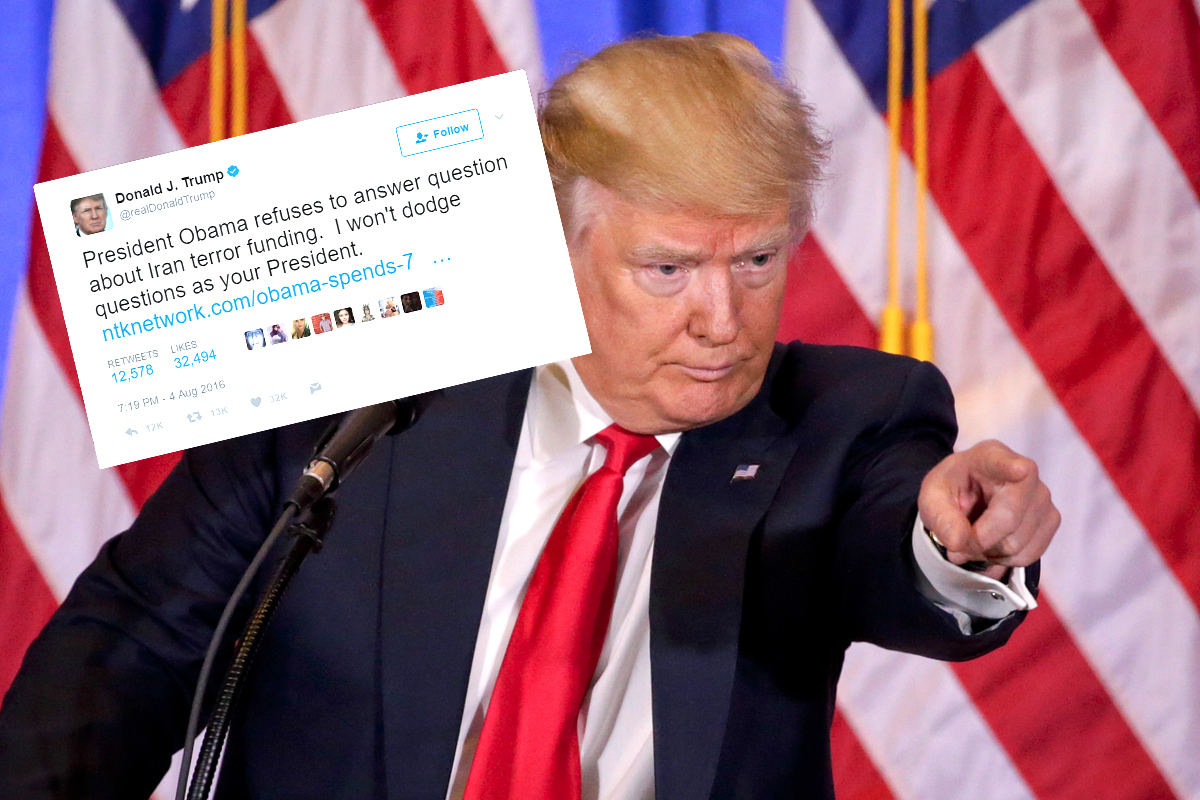 Donald J. Trump
@realDonaldTrump
Follow
President Obama refuses to answer question
about Iran terror funding.  I won't dodge
questions as your President.
ntknetwork.com/obama-spends-7 …
RETWEETS LIKES
12,578 32,494
7:19 PM - 4 Aug 2016
12K 13K 32K